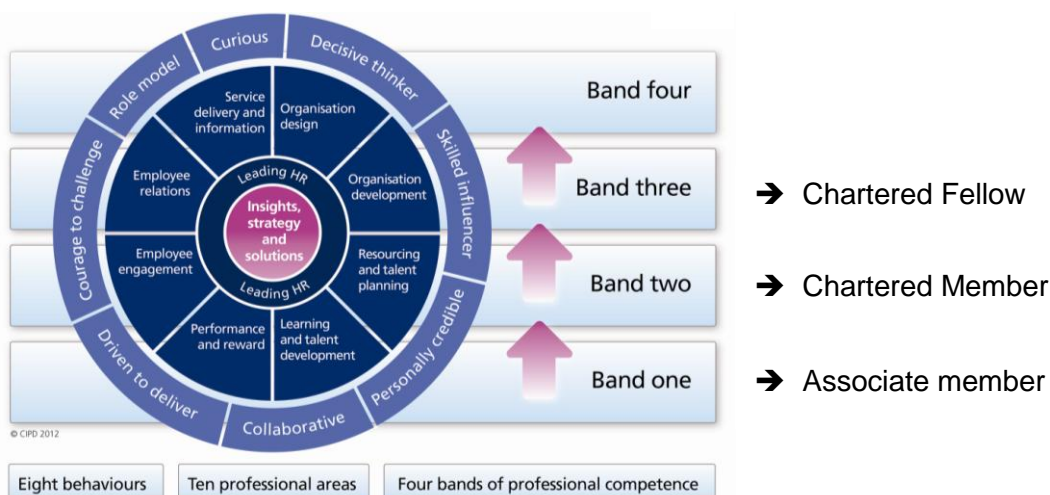 Curious
Decisive thinker
Skilled influencer
Personally credible
Collaborative
Driven to deliver
Courage to challenge
Role model
Service
delivery and
information
Organisation
design
Organisation
development
Resourcing
and talent
planning
Learning
and talent
development
Performance
and reward
Employee
engagement
Employee
relations
Leading HR
Insights,
strategy
and
solutions
Leading HR
Band four
Band three
➔ Chartered Fellow
Band two
➔ Chartered Member
Band one
➔ Associate member
© CIPD 2012
Eight behaviours
Ten professional areas
Four bands of professional competence